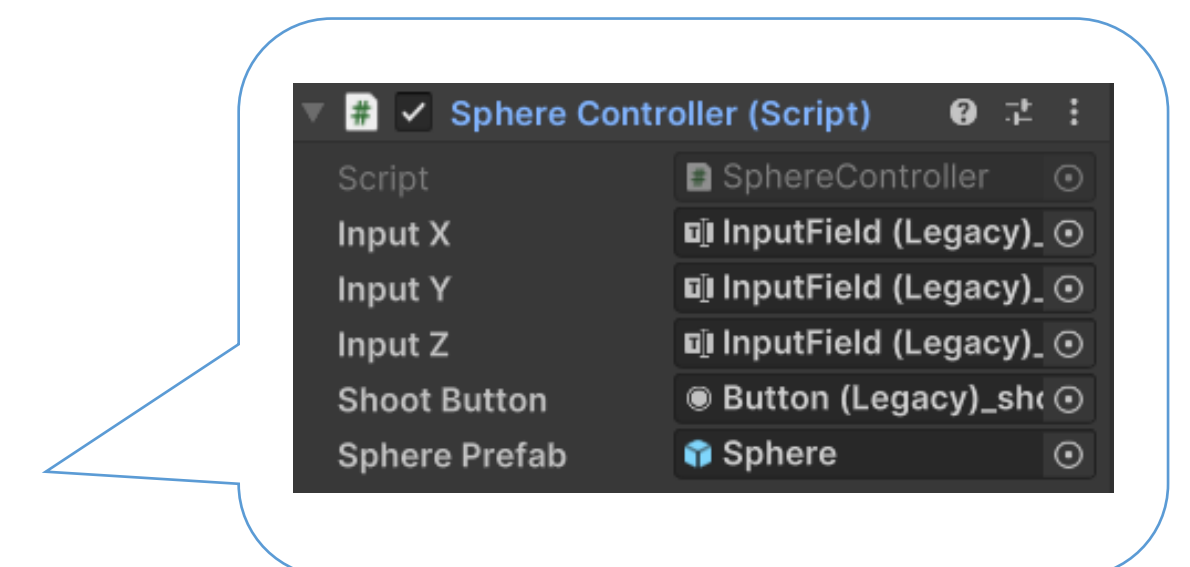 Sphere Controller (Script)
Script SphereController
Input X InputField (Legacy)_
Input Y InputField (Legacy)_
Input Z InputField (Legacy)_
Shoot Button Button (Legacy)_sho
Sphere Prefab Sphere